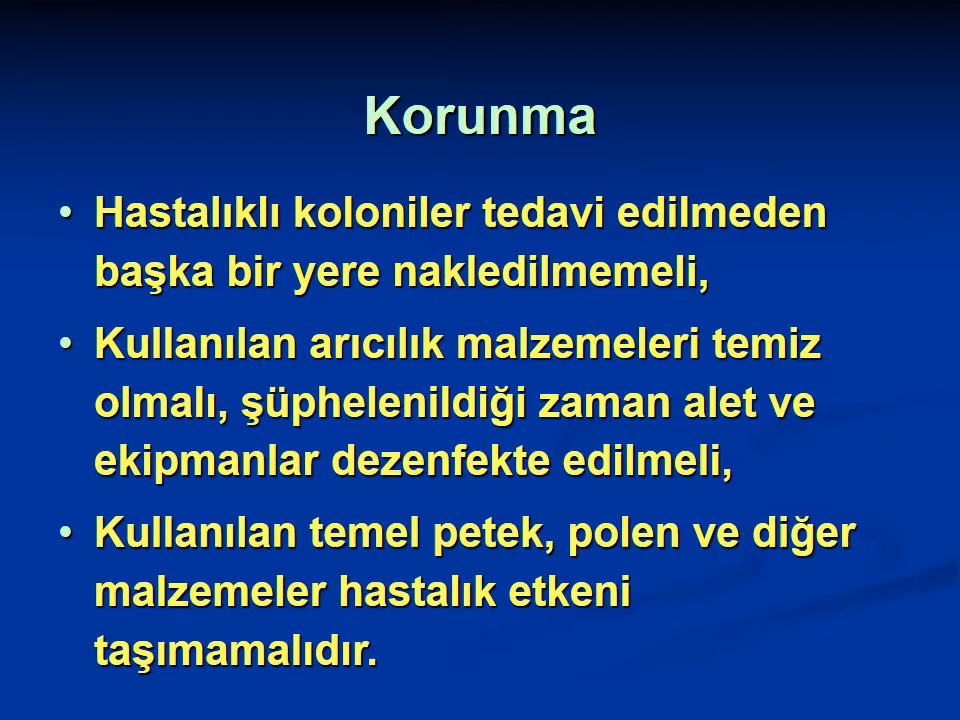 Korunma
• Hastalıklı koloniler tedavi edilmeden
başka bir yere nakledilmemeli,
• Kullanılan arıcılık malzemeleri temiz
olmalı, şüphelenildiği zaman alet ve
ekipmanlar dezenfekte edilmeli,
• Kullanılan temel petek, polen ve diğer
malzemeler hastalık etkeni
taşımamalıdır.